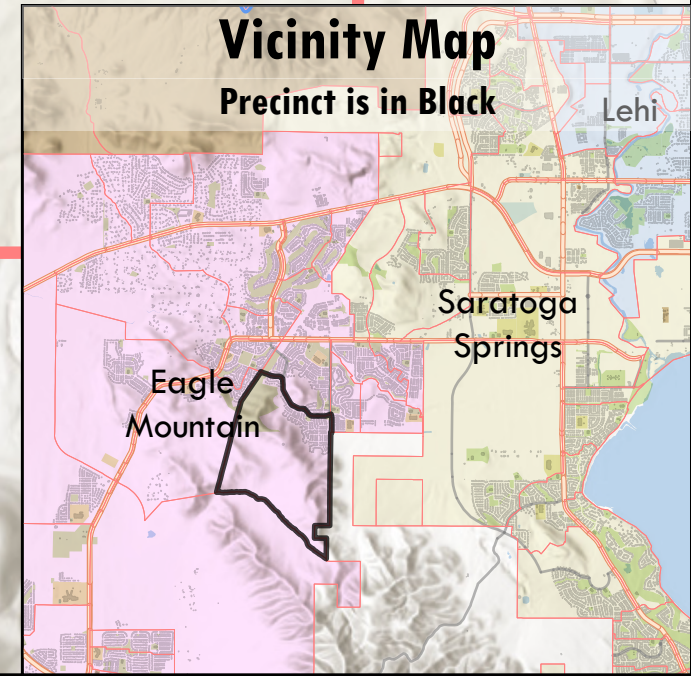 Vicinity Map
Precinct is in Black
Lehi
Saratoga
Springs
Eagle
Mountain